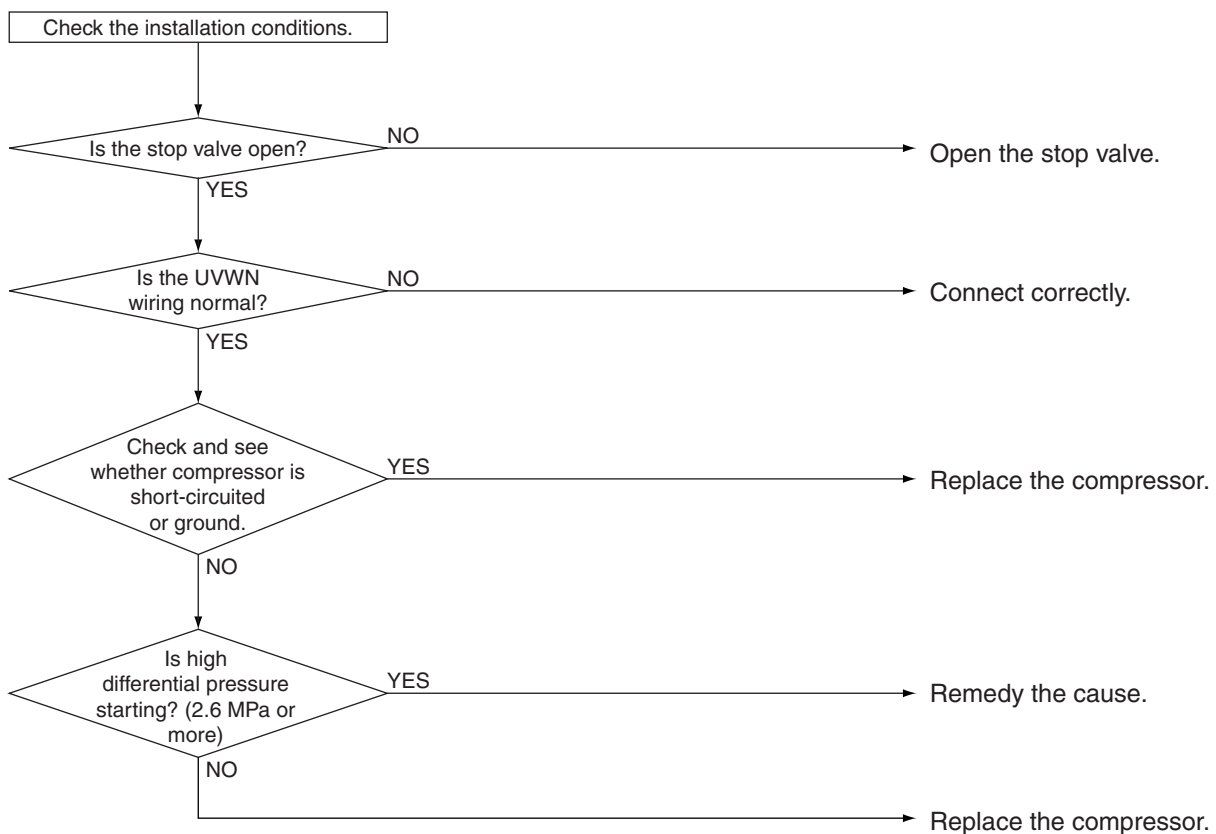 Check the installation conditions.
Is the stop valve open?
NO
Open the stop valve.
YES
Is the UVWN
wiring normal?
NO
Connect correctly.
YES
Check and see
whether compressor is
short-circuited
or ground.
YES
Replace the compressor.
NO
Is high
differential pressure
starting? (2.6 MPa or
more)
YES
Remedy the cause.
NO
Replace the compressor.